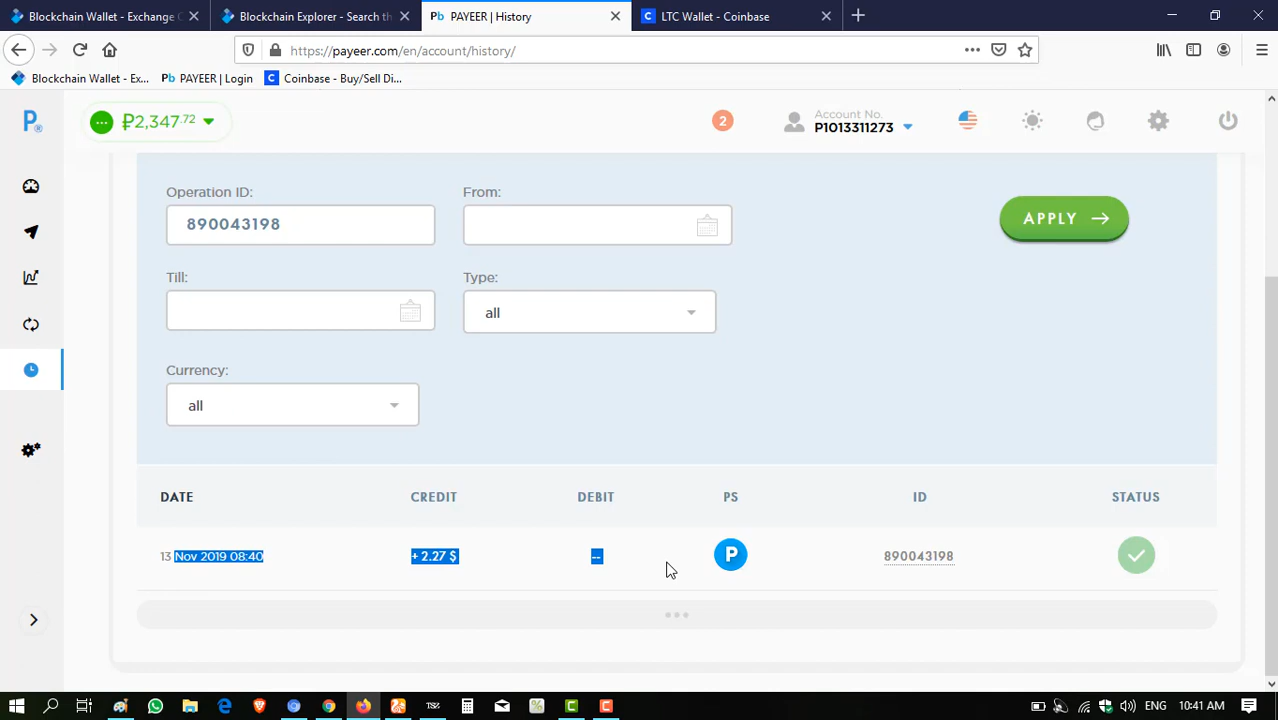 Blockchain Wallet - Exchange C
Blockchain Explorer - Search th
PAYEER | History
LTC Wallet - Coinbase
https://payeer.com/en/account/history/
Blockchain Wallet - Ex...
PAYEER | Login
Coinbase - Buy/Sell Di...
₽2,347.72
2
Account No.
P1013311273
Operation ID:
From:
890043198
APPLY
Till:
Type:
all
Currency:
all
DATE
CREDIT
DEBIT
PS
ID
STATUS
13 Nov 2019 08:40
+ 2.27 $
--
P
890043198
10:41 AM